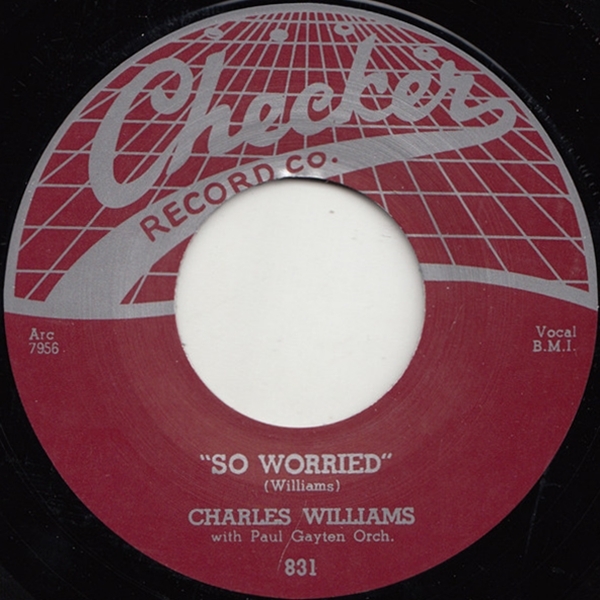 Checker
RECORD CO.
Arc
7956
Vocal
B.M.I.
"SO WORRIED"
(Williams)
CHARLES WILLIAMS
with Paul Gayten Orch.
831